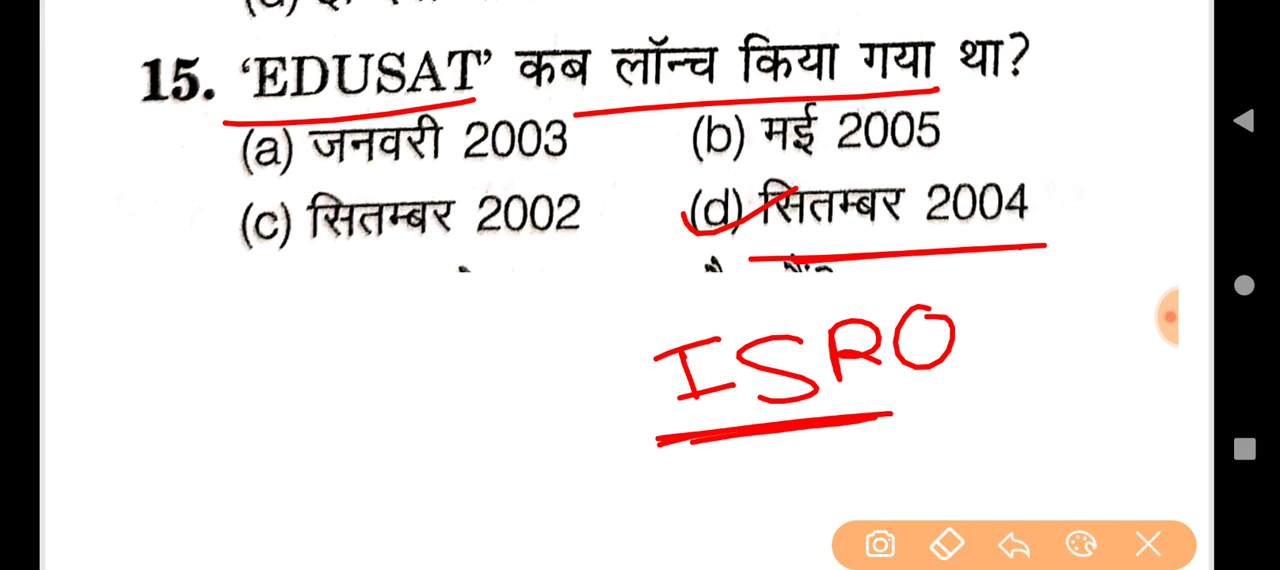 15. ‘EDUSAT’ कब लॉन्च किया गया था?
(a) जनवरी 2003 (b) मई 2005
(c) सितम्बर 2002 (d) सितम्बर 2004
ISRO